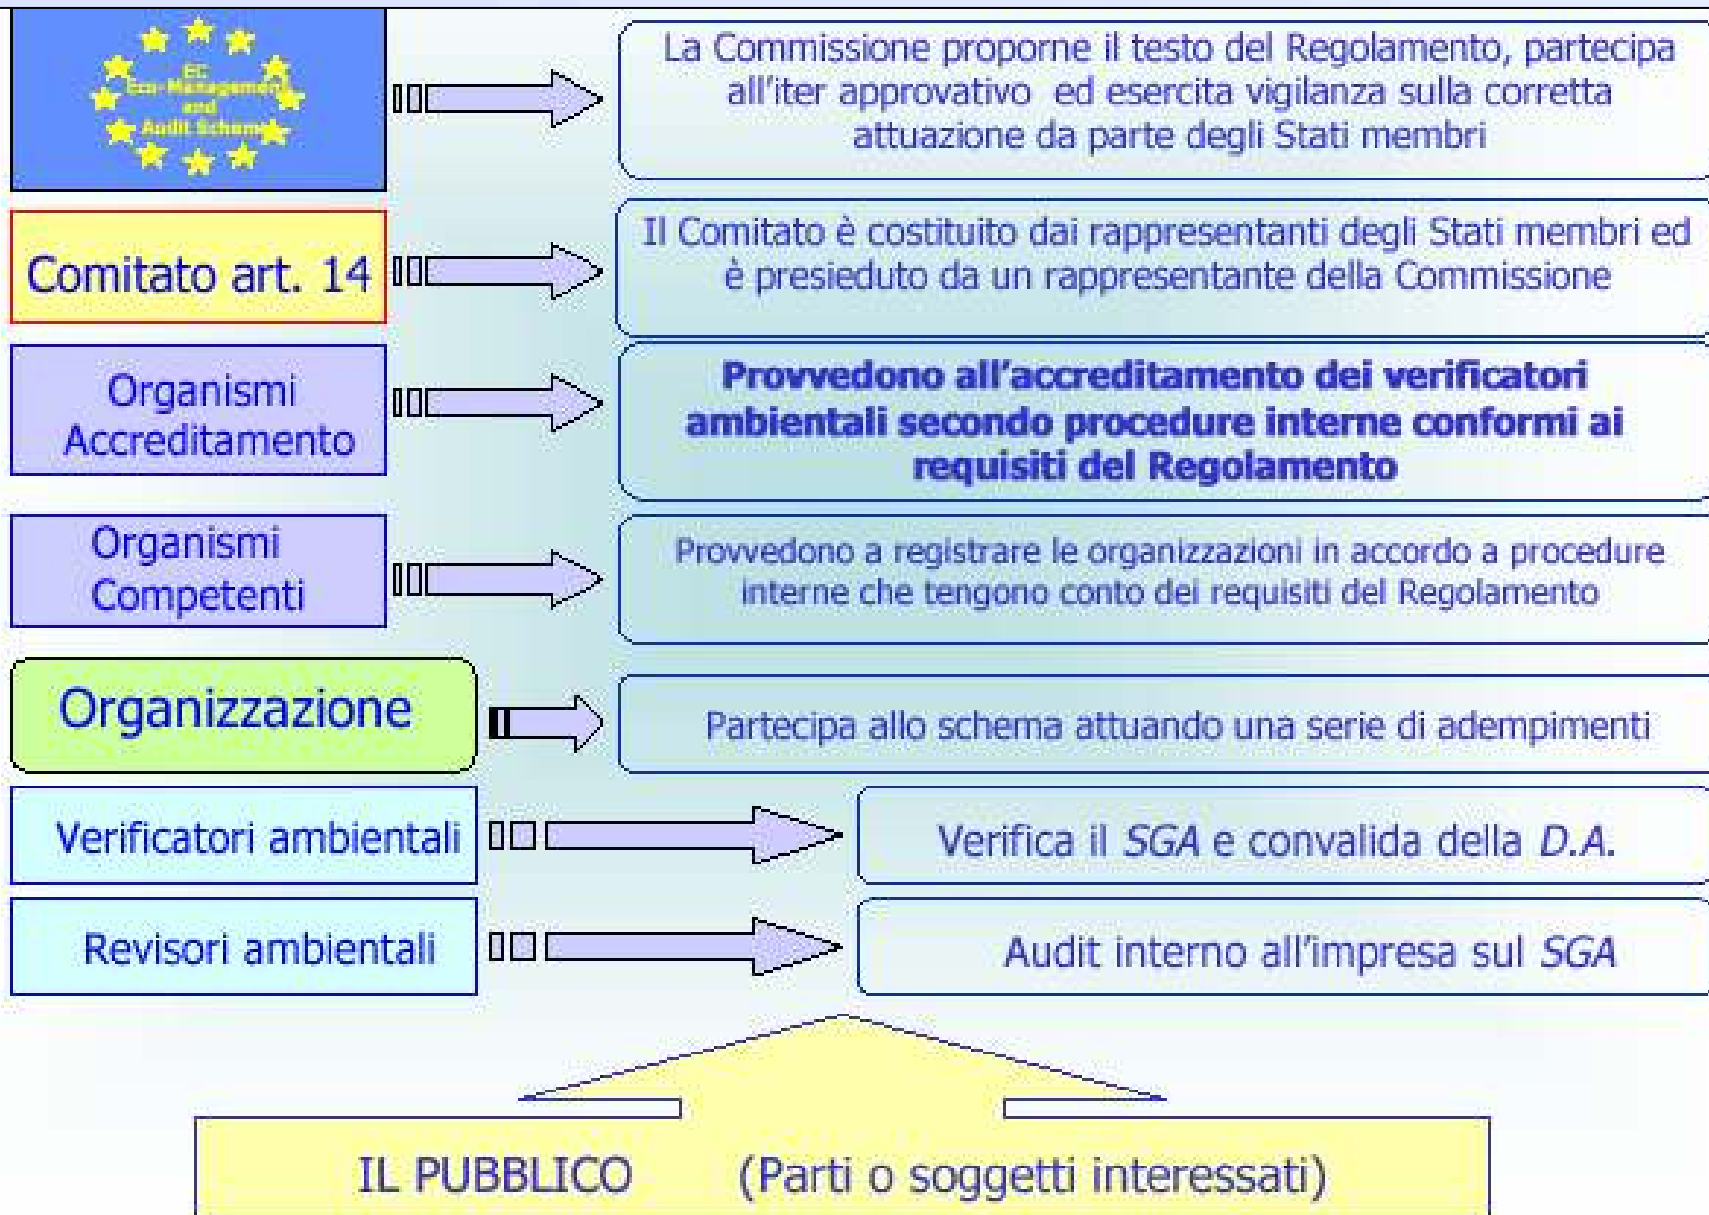 EC
Eco-Management
and
Audit Scheme
La Commissione proporne il testo del Regolamento, partecipa
all'iter approvativo ed esercita vigilanza sulla corretta
attuazione da parte degli Stati membri
Comitato art. 14
Il Comitato è costituito dai rappresentanti degli Stati membri ed
è presieduto da un rappresentante della Commissione
Organismi
Accreditamento
Provvedono all'accreditamento dei verificatori
ambientali secondo procedure interne conformi ai
requisiti del Regolamento
Organismi
Competenti
Provvedono a registrare le organizzazioni in accordo a procedure
interne che tengono conto dei requisiti del Regolamento
Organizzazione
Partecipa allo schema attuando una serie di adempimenti
Verificatori ambientali
Verifica il SGA e convalida della D.A.
Revisori ambientali
Audit interno all'impresa sul SGA
IL PUBBLICO (Parti o soggetti interessati)